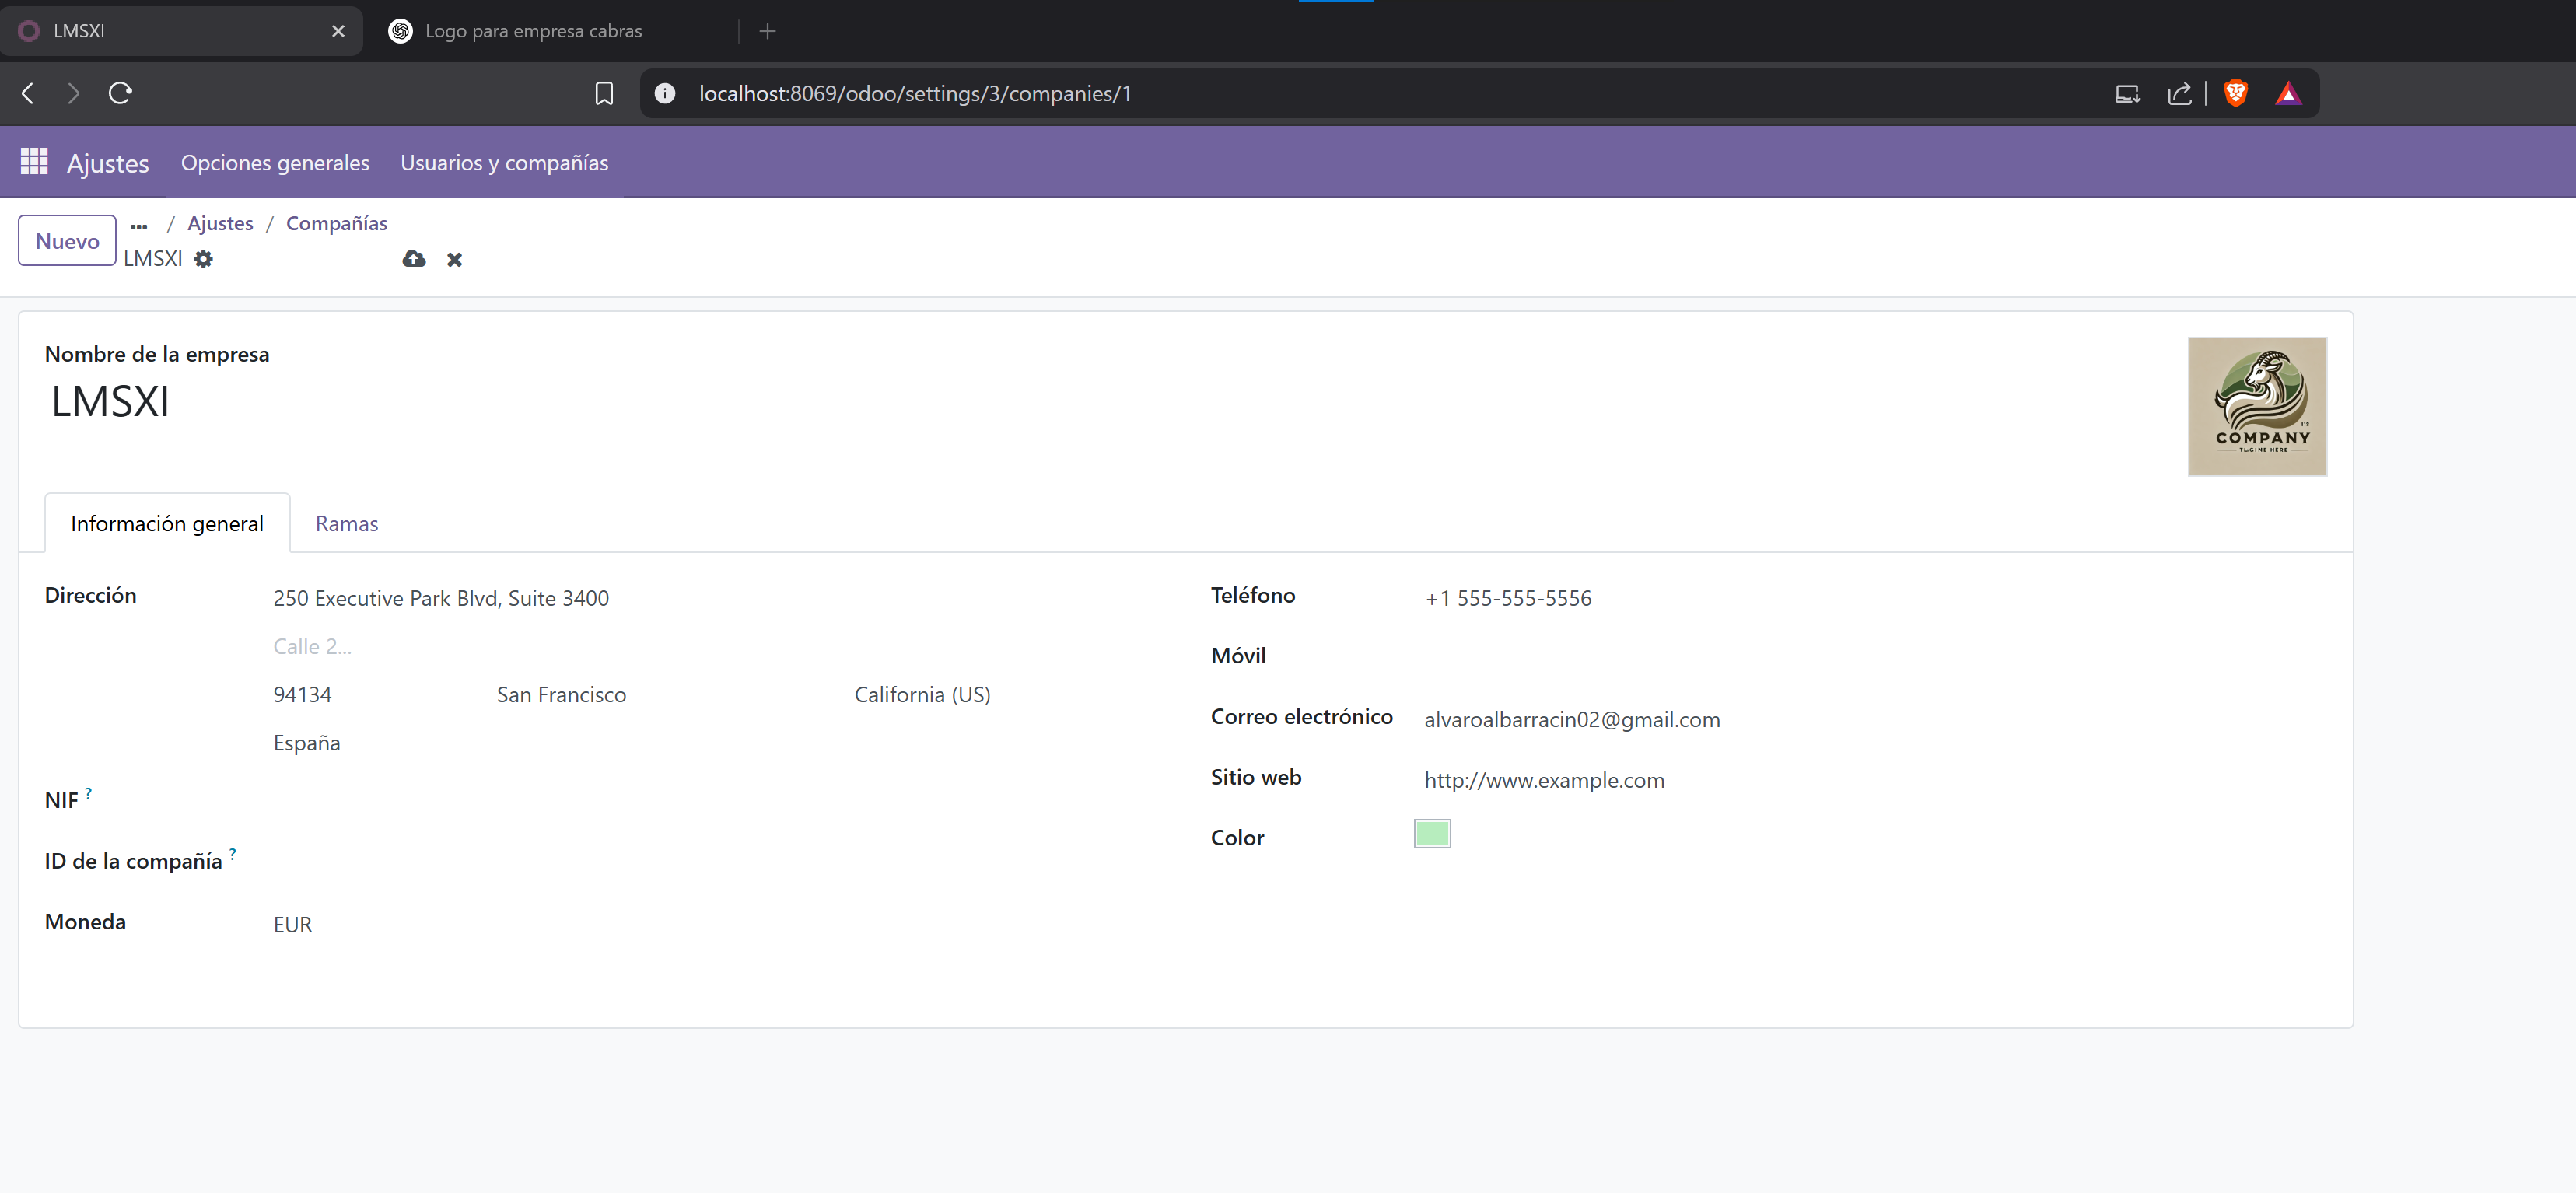 LMSXI
Logo para empresa cabras
localhost:8069/odoo/settings/3/companies/1
Ajustes
Opciones generales
Usuarios y compañías
Nuevo
... / Ajustes / Compañías
LMSXI
Nombre de la empresa
LMSXI
COMPANY
Información general
Ramas
Dirección
250 Executive Park Blvd, Suite 3400
Calle 2...
94134
San Francisco
California (US)
España
NIF ?
ID de la compañía ?
Moneda
EUR
Teléfono
+1 555-555-5556
Móvil
Correo electrónico
alvaroalbarracin02@gmail.com
Sitio web
http://www.example.com
Color